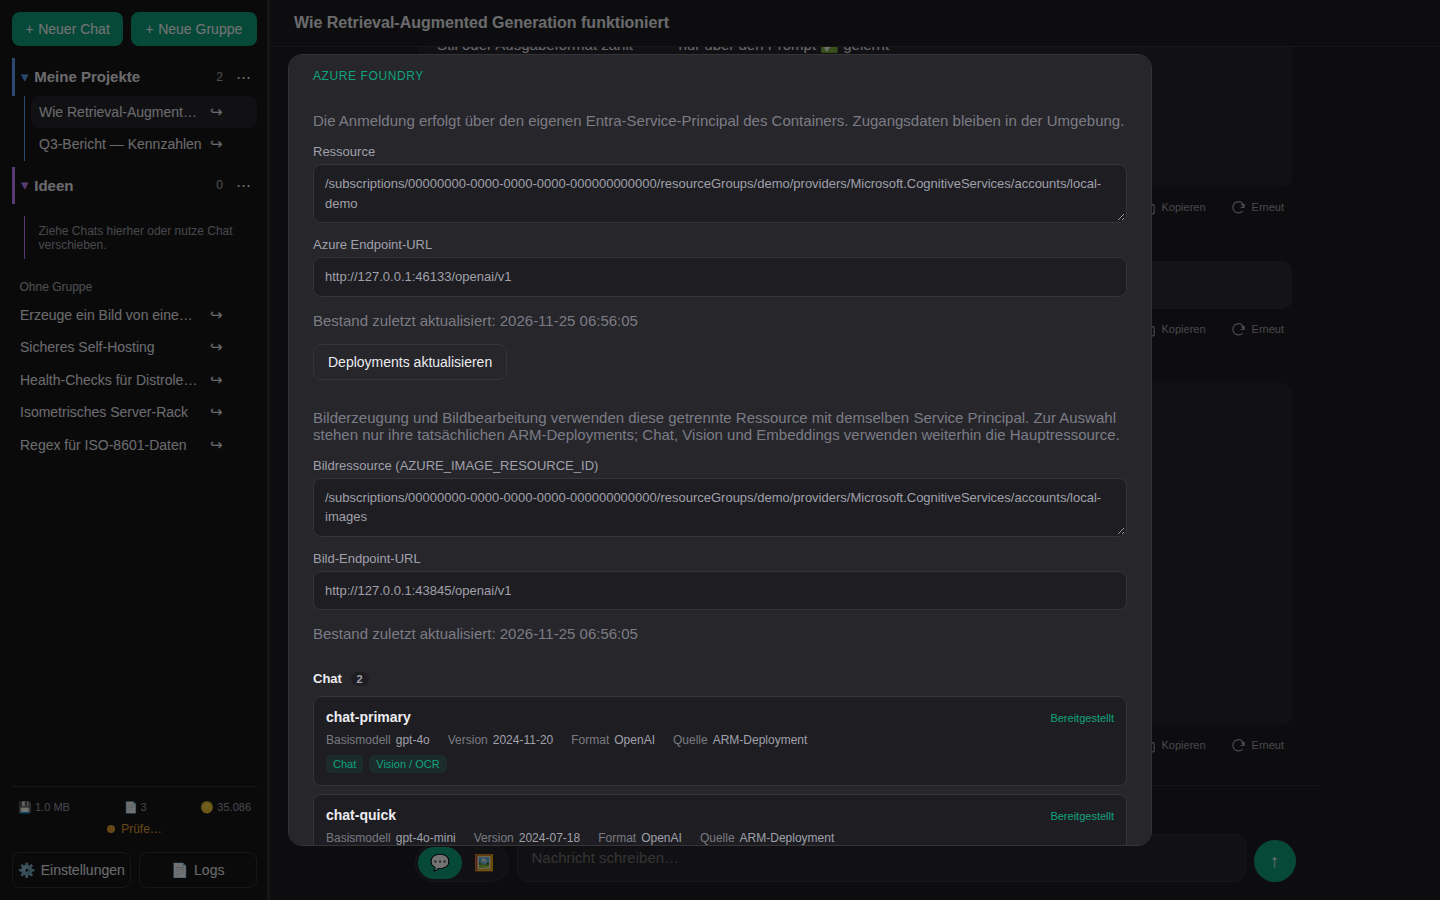 + Neuer Chat
+ Neue Gruppe
Wie Retrieval-Augmented Generation funktioniert
▾ Meine Projekte 2 ⋯
Wie Retrieval-Augment… ↪
Q3-Bericht — Kennzahlen ↪
▾ Ideen 0 ⋯
Ziehe Chats hierher oder nutze Chat
verschieben.
Ohne Gruppe
Erzeuge ein Bild von eine… ↪
Sicheres Self-Hosting ↪
Health-Checks für Distrole… ↪
Isometrisches Server-Rack ↪
Regex für ISO-8601-Daten ↪
💾 1.0 MB 📄 3 🪙 35.086
Prüfe…
⚙️ Einstellungen
📄 Logs
Stil oder Ausgabeformat zählt nur über den Prompt ✅ gelernt
AZURE FOUNDRY
Die Anmeldung erfolgt über den eigenen Entra-Service-Principal des Containers. Zugangsdaten bleiben in der Umgebung.
Ressource
/subscriptions/00000000-0000-0000-0000-000000000000/resourceGroups/demo/providers/Microsoft.CognitiveServices/accounts/local-
demo
Azure Endpoint-URL
http://127.0.0.1:46133/openai/v1
Bestand zuletzt aktualisiert: 2026-11-25 06:56:05
Deployments aktualisieren
Bilderzeugung und Bildbearbeitung verwenden diese getrennte Ressource mit demselben Service Principal. Zur Auswahl
stehen nur ihre tatsächlichen ARM-Deployments; Chat, Vision und Embeddings verwenden weiterhin die Hauptressource.
Bildressource (AZURE_IMAGE_RESOURCE_ID)
/subscriptions/00000000-0000-0000-0000-000000000000/resourceGroups/demo/providers/Microsoft.CognitiveServices/accounts/local-
images
Bild-Endpoint-URL
http://127.0.0.1:43845/openai/v1
Bestand zuletzt aktualisiert: 2026-11-25 06:56:05
Chat 2
chat-primary Bereitgestellt
Basismodell gpt-4o Version 2024-11-20 Format OpenAI Quelle ARM-Deployment
Chat Vision / OCR
chat-quick Bereitgestellt
Basismodell gpt-4o-mini Version 2024-07-18 Format OpenAI Quelle ARM-Deployment
Kopieren Erneut
Kopieren Erneut
Kopieren Erneut
Nachricht schreiben…
↑